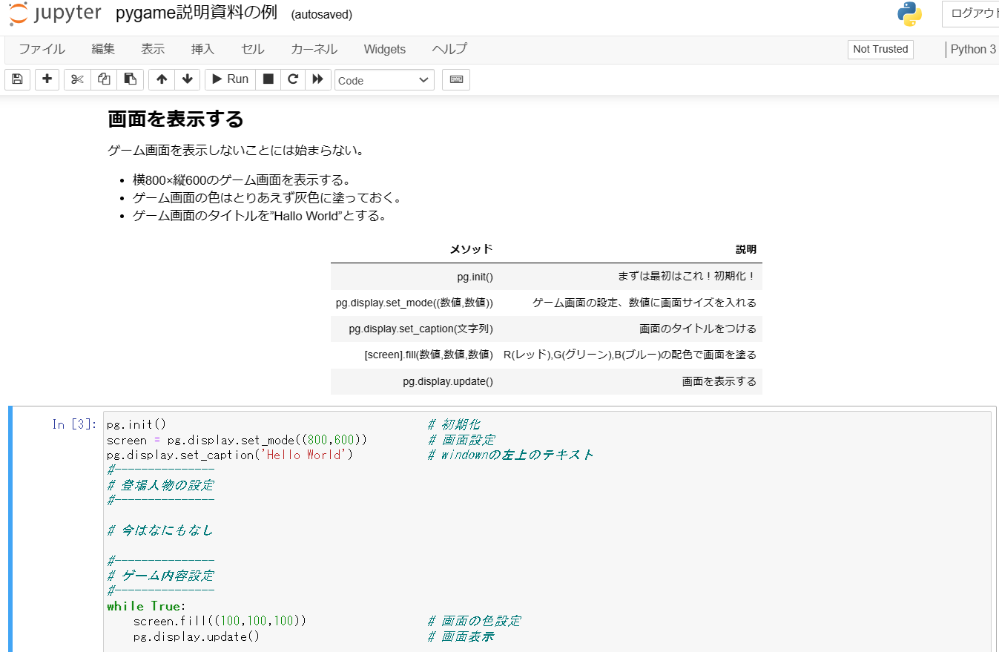 jupyter pygame説明資料の例 (autosaved) ログアウト
ファイル 編集 表示 挿入 セル カーネル Widgets ヘルプ Not Trusted Python 3
Run Code
画面を表示する
ゲーム画面を表示しないことには始まらない。
横800×縦600のゲーム画面を表示する。
ゲーム画面の色はとりあえず灰色に塗っておく。
ゲーム画面のタイトルを”Hallo World”とする。
メソッド 説明
pg.init() まずは最初はこれ！初期化！
pg.display.set_mode((数値,数値)) ゲーム画面の設定、数値に画面サイズを入れる
pg.display.set_caption(文字列) 画面のタイトルをつける
[screen].fill(数値,数値,数値) R(レッド),G(グリーン),B(ブルー)の配色で画面を塗る
pg.display.update() 画面を表示する
In [3]: pg.init() # 初期化
screen = pg.display.set_mode((800,600)) # 画面設定
pg.display.set_caption('Hello World') # windownの左上のテキスト
#---------------
# 登場人物の設定
#---------------
# 今はなにもなし
#---------------
# ゲーム内容設定
#---------------
while True:
screen.fill((100,100,100)) # 画面の色設定
pg.display.update() # 画面表示